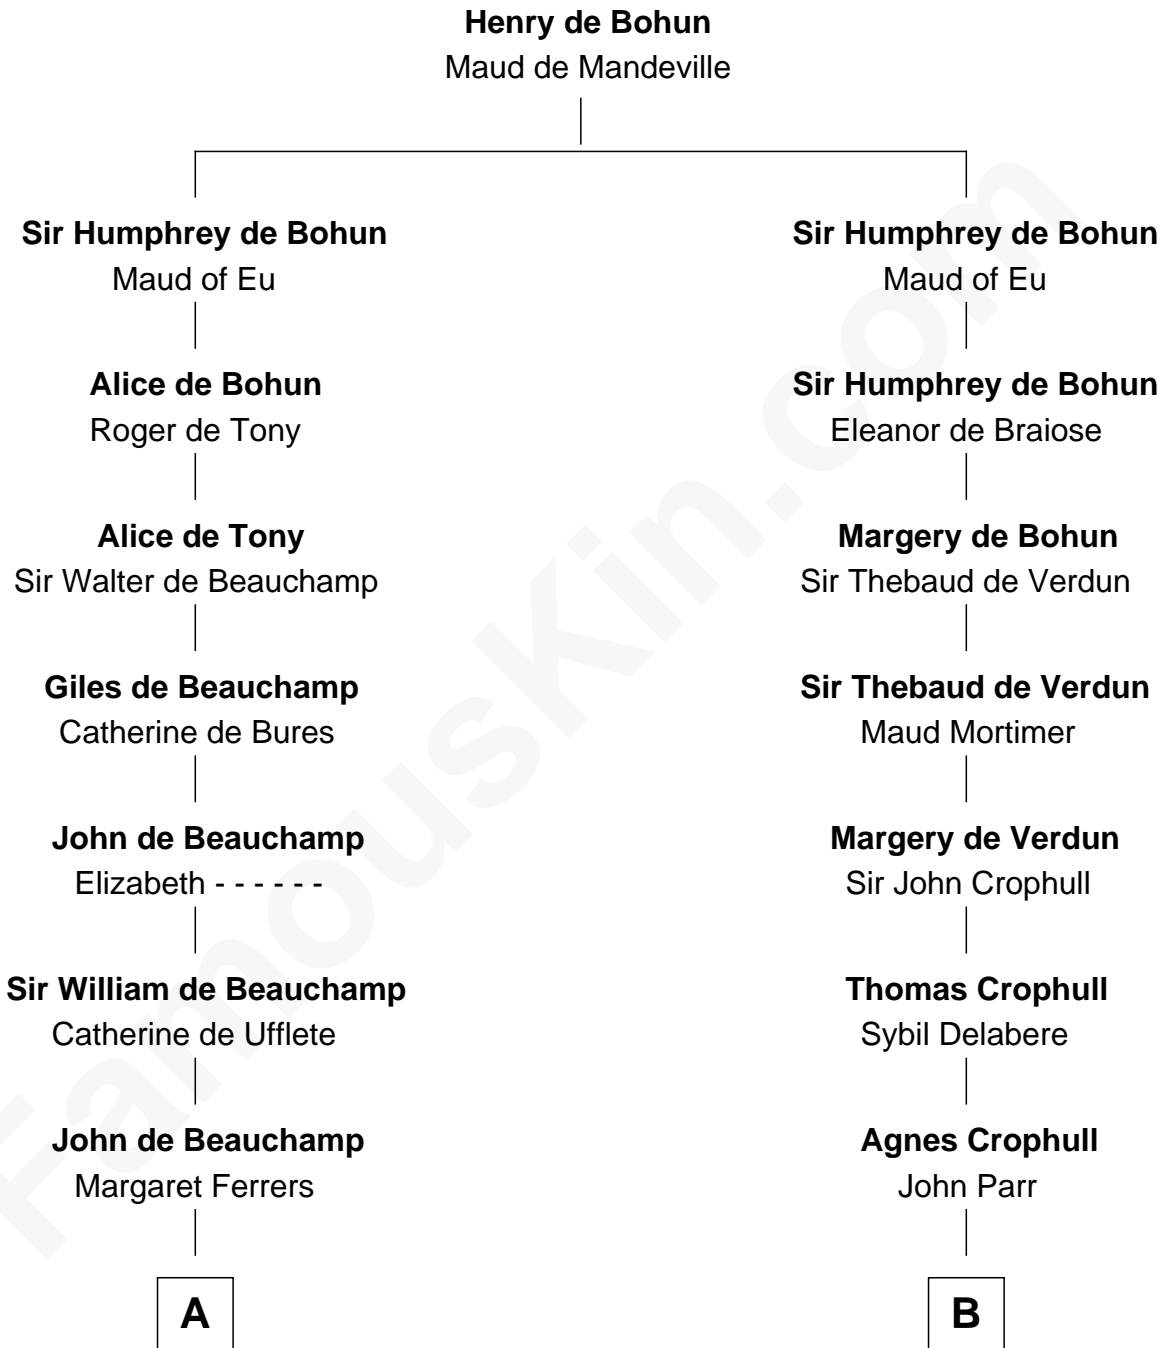 Henry de Bohun
Maud de Mandeville
Sir Humphrey de Bohun
Maud of Eu
Sir Humphrey de Bohun
Maud of Eu
Alice de Bohun
Roger de Tony
Sir Humphrey de Bohun
Eleanor de Braiose
Alice de Tony
Sir Walter de Beauchamp
Margery de Bohun
Sir Thebaud de Verdun
Giles de Beauchamp
Catherine de Bures
Sir Thebaud de Verdun
Maud Mortimer
John de Beauchamp
Elizabeth - - - - - -
Margery de Verdun
Sir John Crophull
Sir William de Beauchamp
Catherine de Ufflete
Thomas Crophull
Sybil Delabere
John de Beauchamp
Margaret Ferrers
Agnes Crophull
John Parr
A
B
FamousKin.com